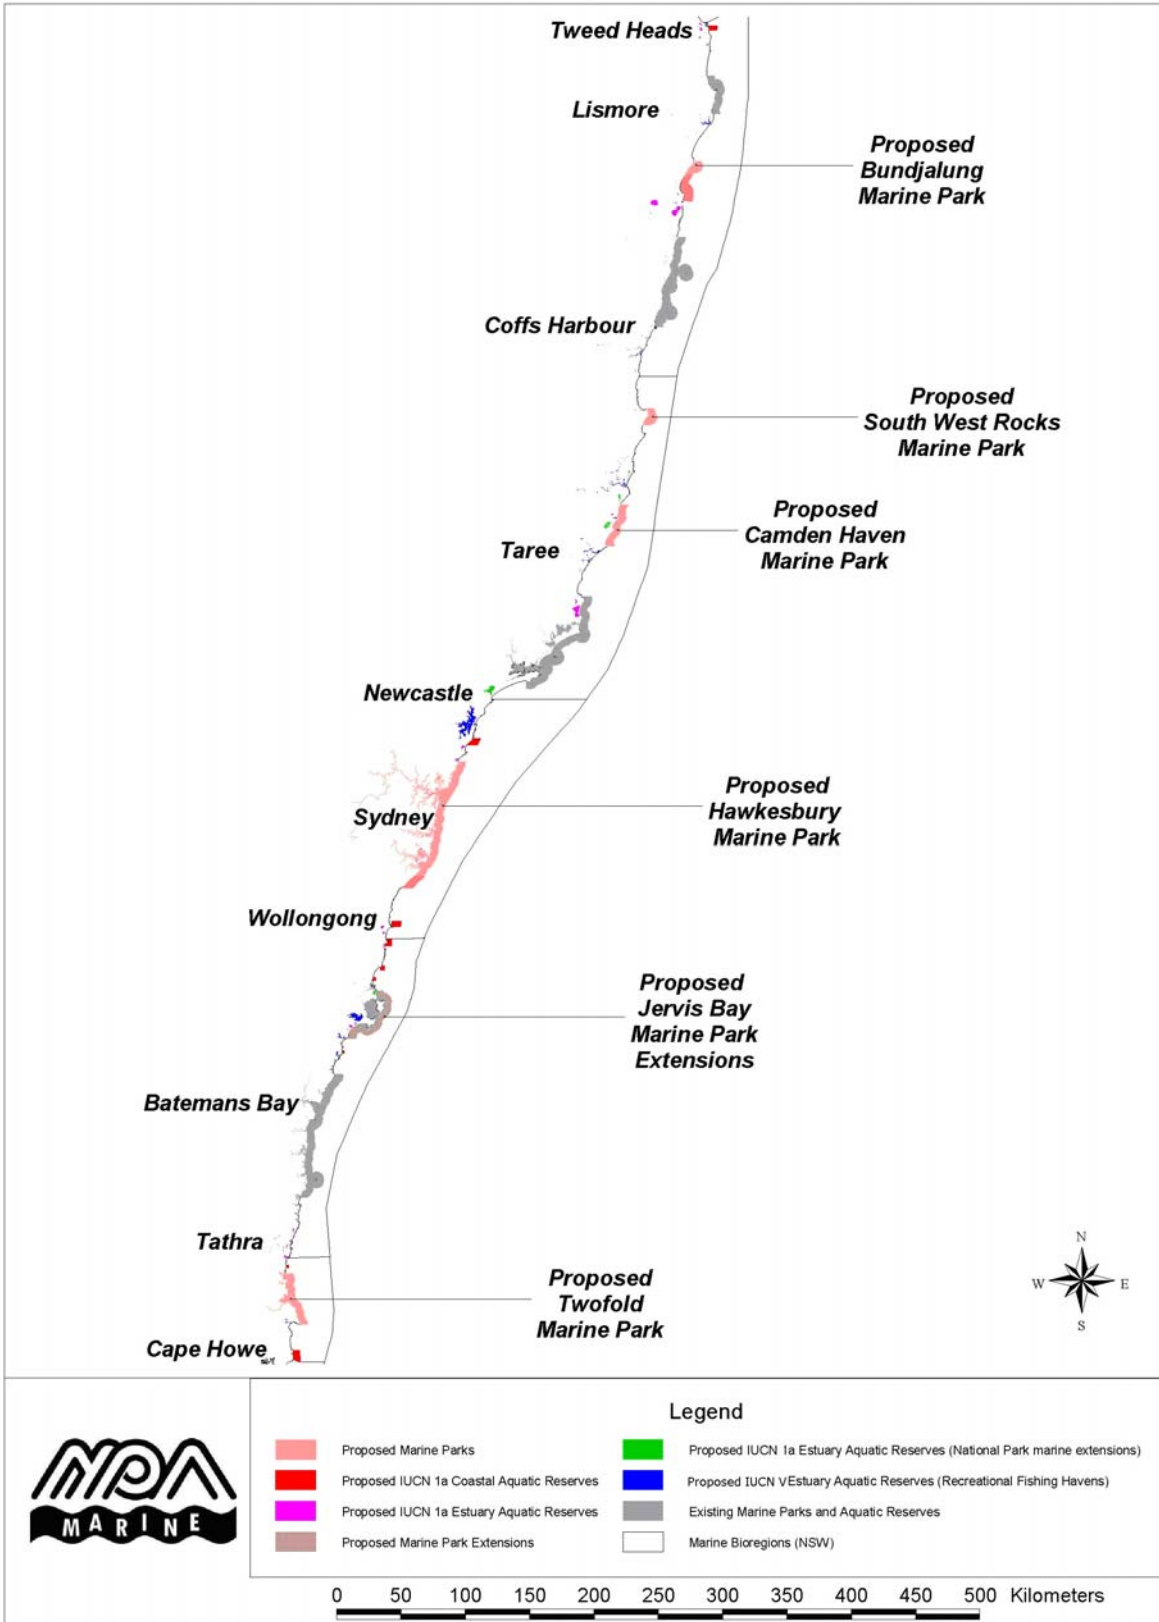 Tweed Heads
Lismore
Proposed
Bundjalung
Marine Park
Coffs Harbour
Proposed
South West Rocks
Marine Park
Proposed
Camden Haven
Marine Park
Taree
Newcastle
Proposed
Hawkesbury
Marine Park
Sydney
Wollongong
Proposed
Jervis Bay
Marine Park
Extensions
Batemans Bay
Tathra
Proposed
Twofold
Marine Park
Cape Howe
N
W
E
S
NPA
MARINE
Legend
Proposed Marine Parks
Proposed IUCN 1a Coastal Aquatic Reserves
Proposed IUCN 1a Estuary Aquatic Reserves
Proposed Marine Park Extensions
Proposed IUCN 1a Estuary Aquatic Reserves (National Park marine extensions)
Proposed IUCN V Estuary Aquatic Reserves (Recreational Fishing Havens)
Existing Marine Parks and Aquatic Reserves
Marine Bioregions (NSW)
0 50 100 150 200 250 300 350 400 450 500 Kilometers